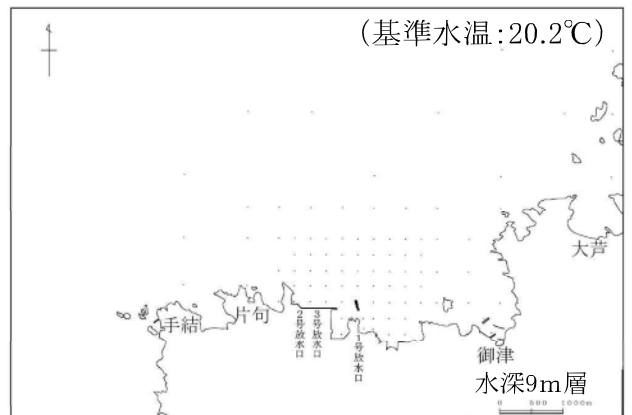 （基準水温:20.2℃）
大芦
手結
片句
2号放水口
3号放水口
1号放水口
御津
水深9m層
0 500 1000m